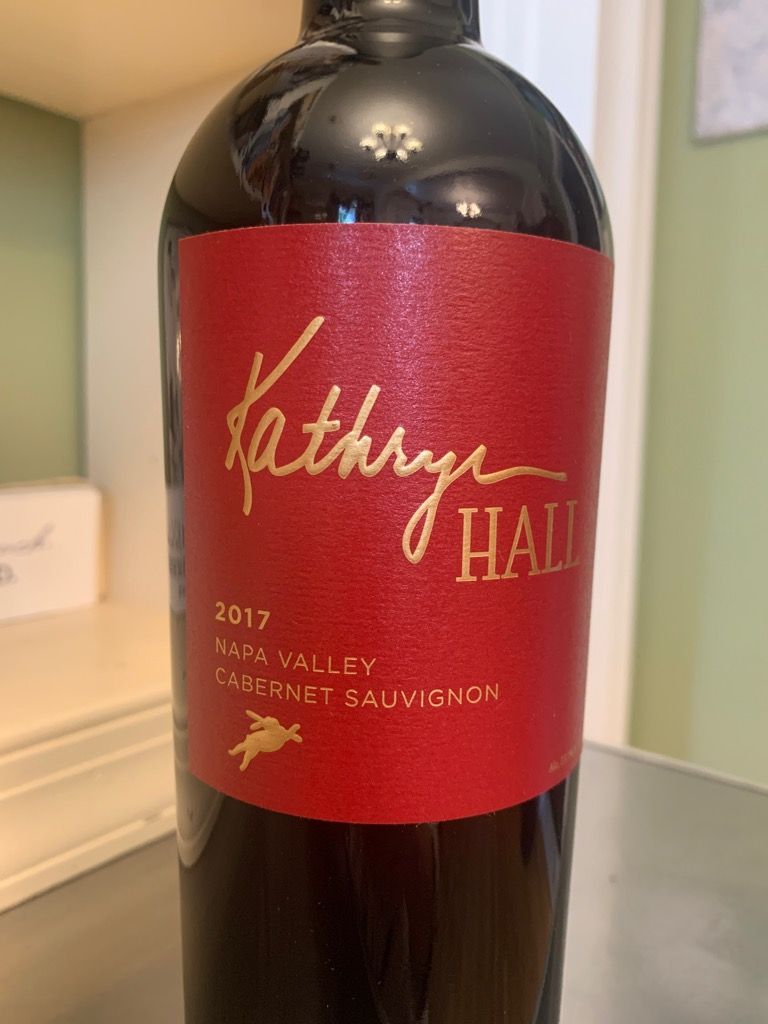 Kathryn
HALL
2017
NAPA VALLEY
CABERNET SAUVIGNON